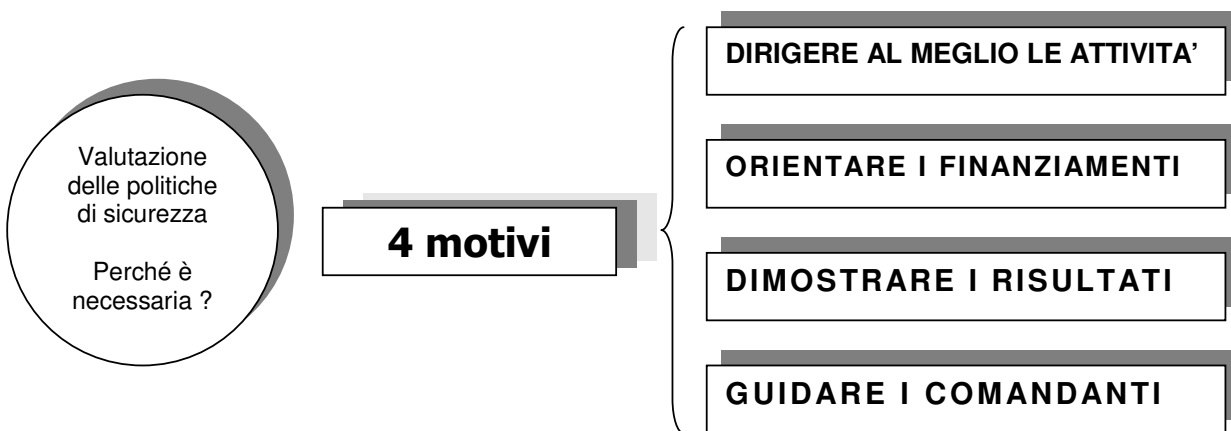 Valutazione
delle politiche
di sicurezza
Perché è
necessaria ?
4 motivi
DIRIGERE AL MEGLIO LE ATTIVITA’
ORIENTARE I FINANZIAMENTI
DIMOSTRARE I RISULTATI
GUIDARE I COMANDANTI